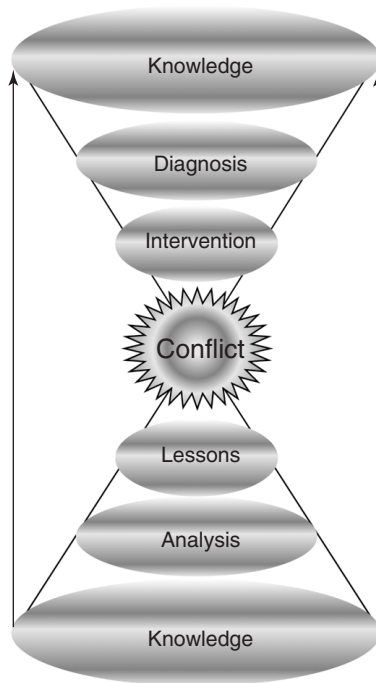 Knowledge
Diagnosis
Intervention
Conflict
Lessons
Analysis
Knowledge